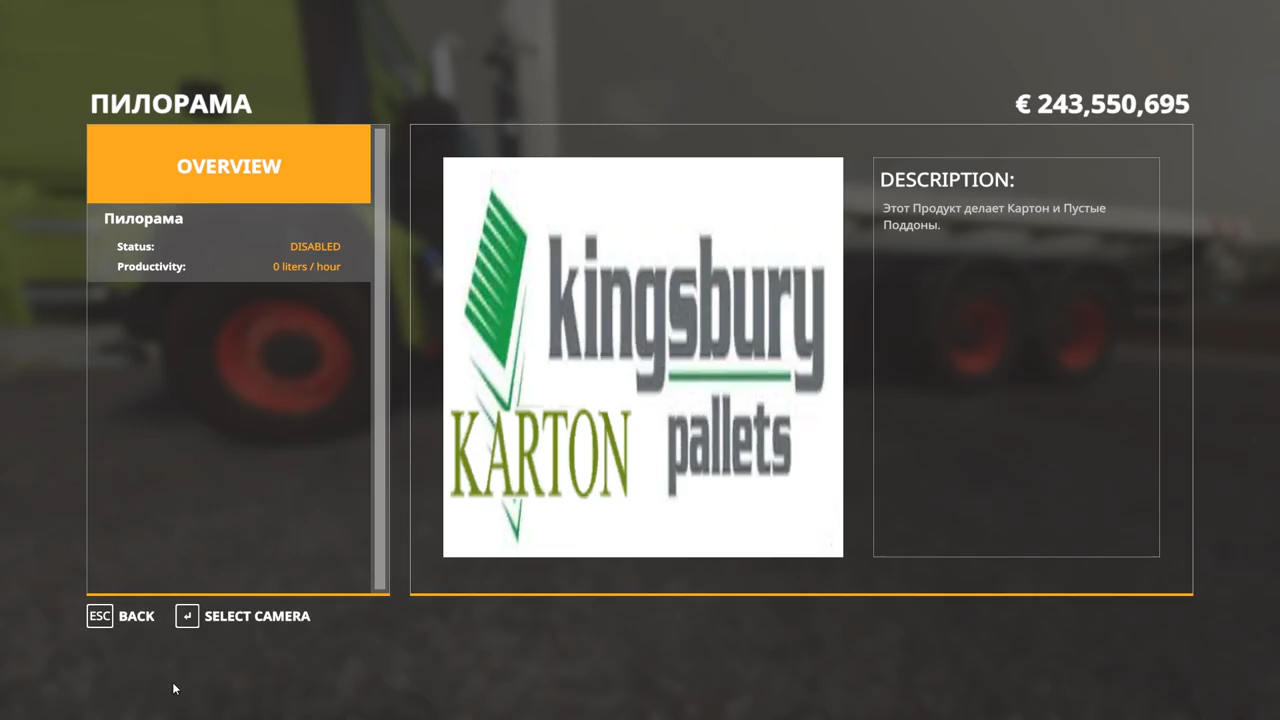 ПИЛОРАМА
€ 243,550,695
OVERVIEW
Пилорама
Status: DISABLED
Productivity: 0 liters / hour
kingsbury
pallets
KARTON
DESCRIPTION:
Этот Продукт делает Картон и Пустые
Поддоны.
ESC BACK ↵ SELECT CAMERA